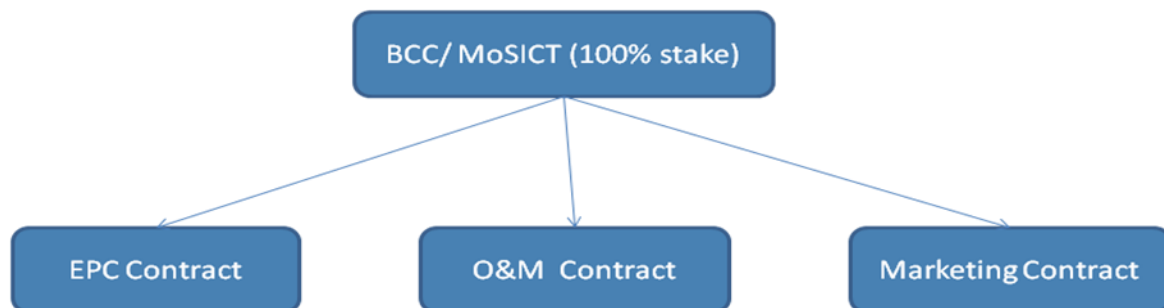 BCC/ MoSICT (100% stake)
EPC Contract
O&M  Contract
Marketing Contract